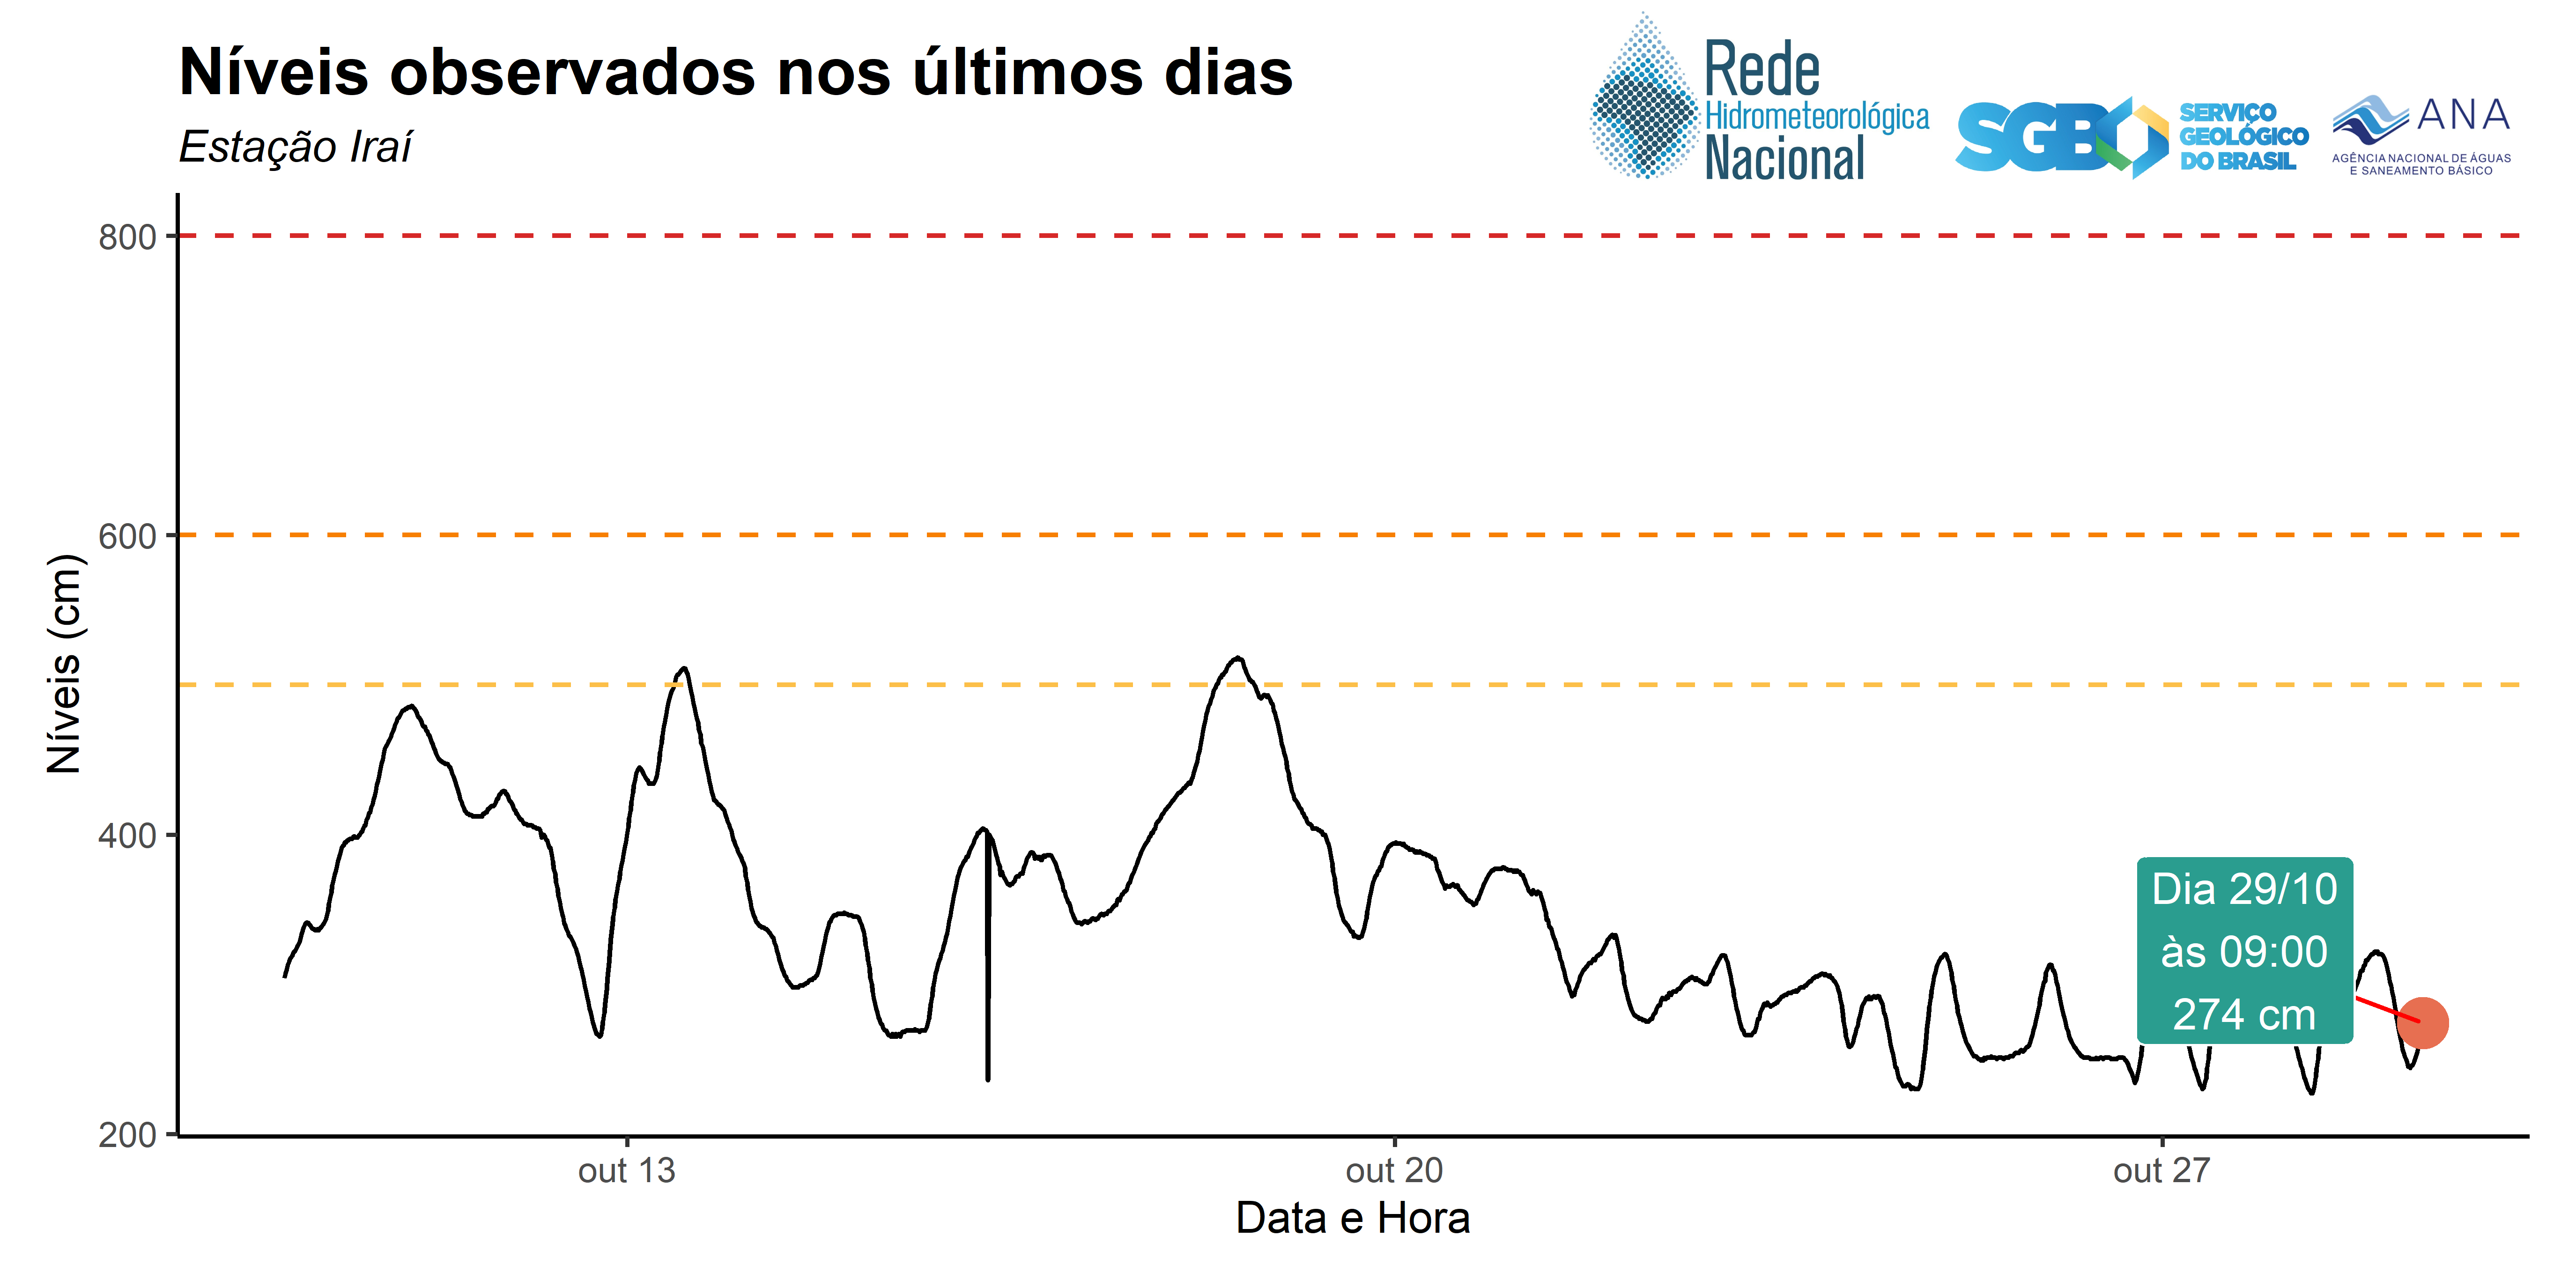 Níveis observados nos últimos dias
Estação Iraí
Rede
Hidrometeorológica
Nacional
SGB
SERVIÇO
GEOLÓGICO
DO BRASIL
ANA
AGÊNCIA NACIONAL DE ÁGUAS
E SANEAMENTO BÁSICO
Níveis (cm)
800
600
400
200
Dia 29/10
às 09:00
274 cm
out 13
out 20
out 27
Data e Hora